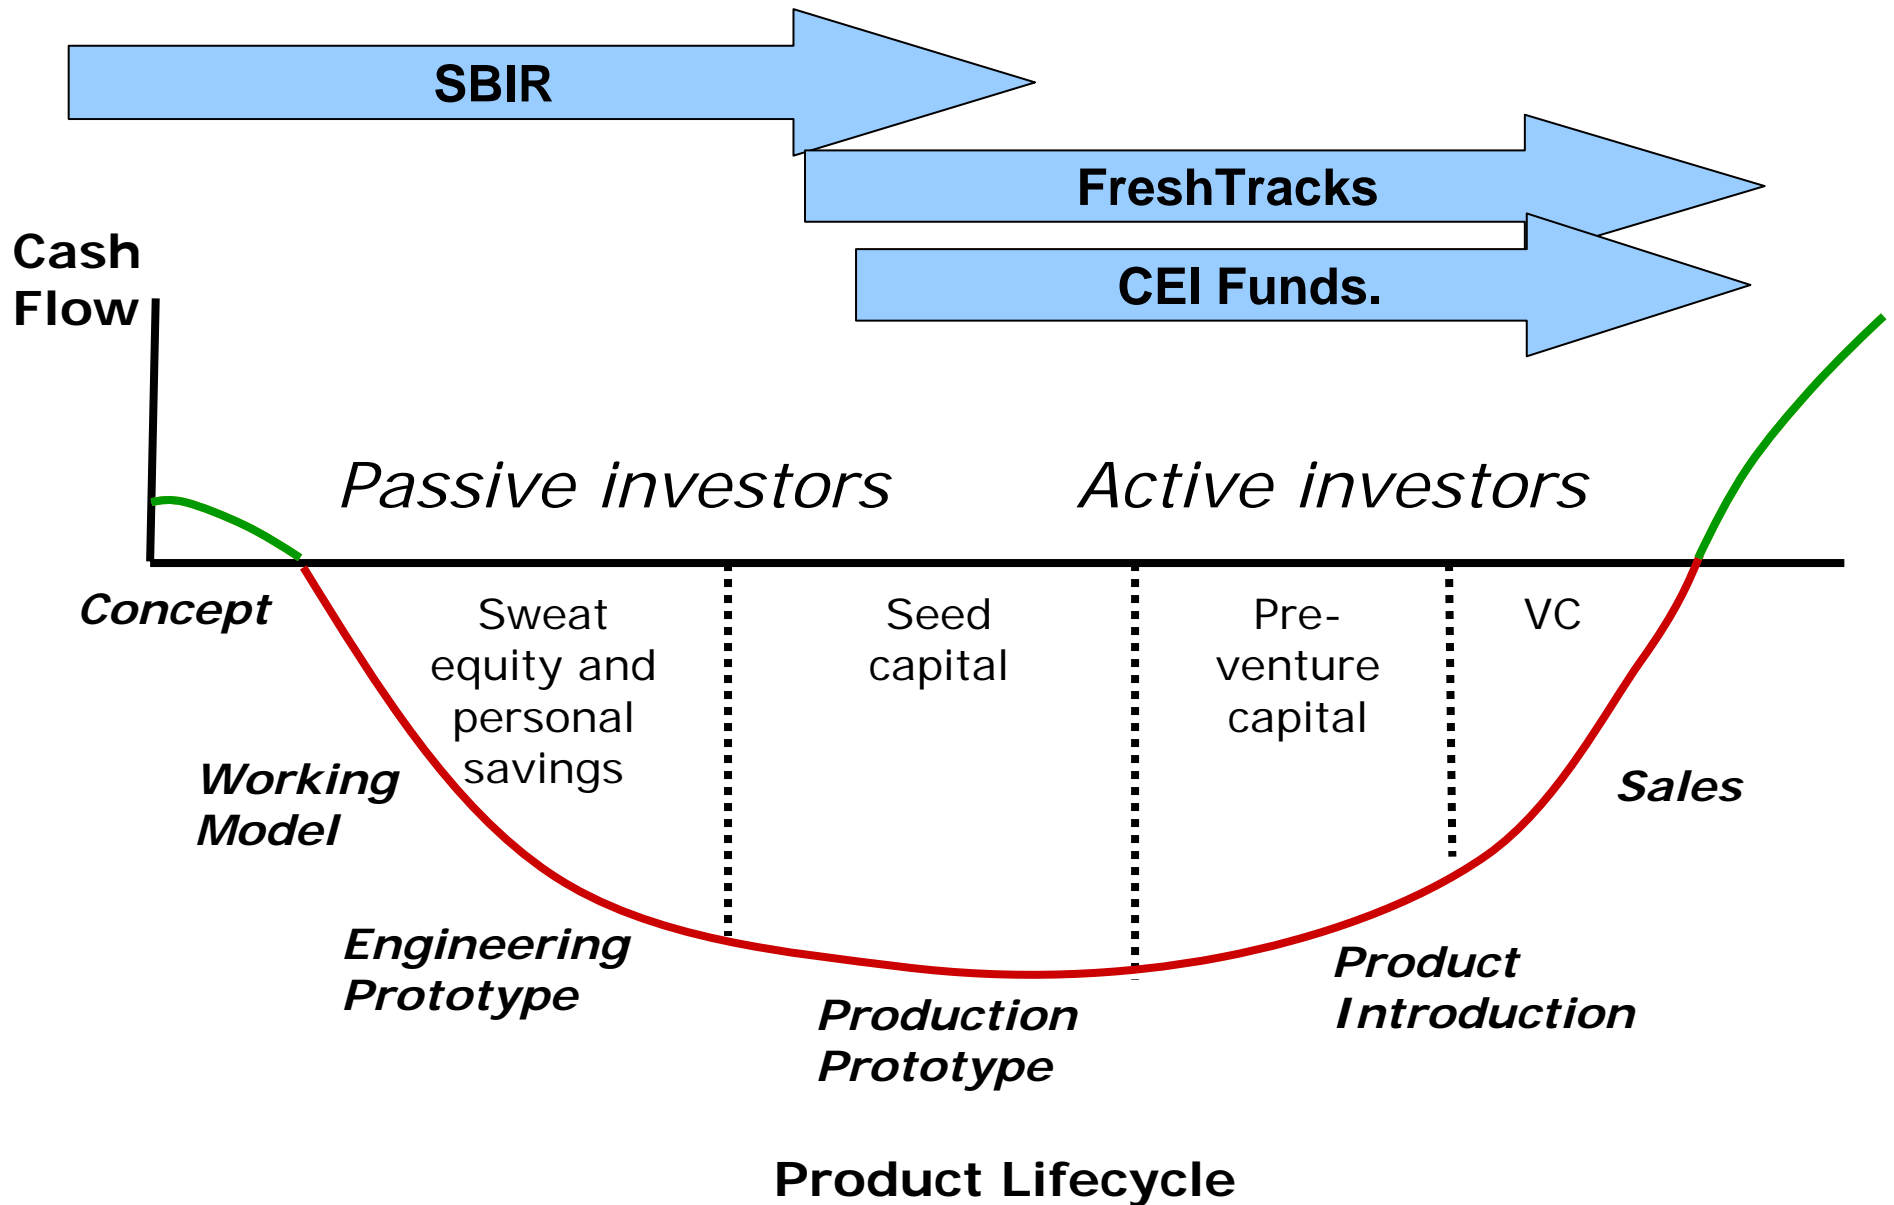 SBIR
FreshTracks
CEI Funds.
Cash
Flow
Passive investors
Active investors
Concept
Sweat
equity and
personal
savings
Seed
capital
Pre-
venture
capital
VC
Working
Model
Sales
Engineering
Prototype
Production
Prototype
Product
Introduction
Product Lifecycle